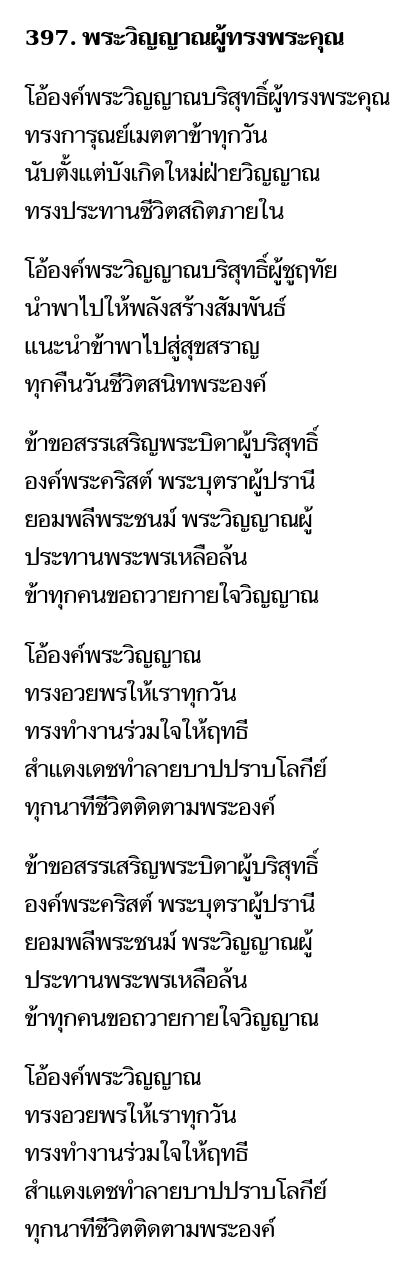 397. พระวิญญาณผู้ทรงพระคุณ
โอ้องค์พระวิญญาณบริสุทธิ์ผู้ทรงพระคุณ
ทรงการุณย์เมตตาข้าทุกวัน
นับตั้งแต่บังเกิดใหม่ฝ่ายวิญญาณ
ทรงประทานชีวิตสถิตภายใน
โอ้องค์พระวิญญาณบริสุทธิ์ผู้ชูฤทัย
นำพาไปให้พลังสร้างสัมพันธ์
แนะนำข้าพาไปสู่สุขสราญ
ทุกคืนวันชีวิตสนิทพระองค์
ข้าขอสรรเสริญพระบิดาผู้บริสุทธิ์
องค์พระคริสต์ พระบุตราผู้ปรานี
ยอมพลีพระชนม์ พระวิญญาณผู้
ประทานพระพรเหลือล้น
ข้าทุกคนขอถวายกายใจวิญญาณ
โอ้องค์พระวิญญาณ
ทรงอวยพรให้เราทุกวัน
ทรงทำงานร่วมใจให้ฤทธี
สำแดงเดชทำลายบาปปราบโลกีย์
ทุกนาทีชีวิตติดตามพระองค์
ข้าขอสรรเสริญพระบิดาผู้บริสุทธิ์
องค์พระคริสต์ พระบุตราผู้ปรานี
ยอมพลีพระชนม์ พระวิญญาณผู้
ประทานพระพรเหลือล้น
ข้าทุกคนขอถวายกายใจวิญญาณ
โอ้องค์พระวิญญาณ
ทรงอวยพรให้เราทุกวัน
ทรงทำงานร่วมใจให้ฤทธี
สำแดงเดชทำลายบาปปราบโลกีย์
ทุกนาทีชีวิตติดตามพระองค์